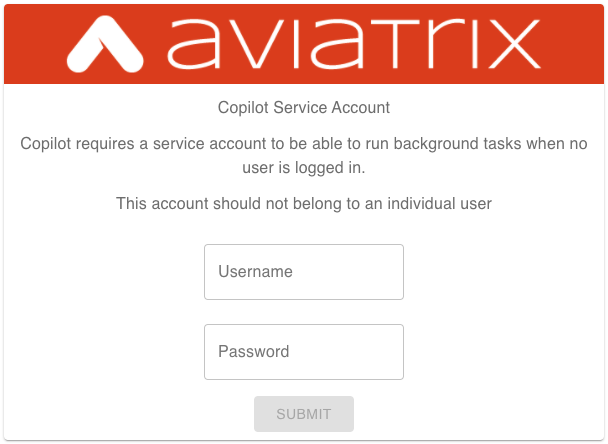 aviatrix
Copilot Service Account
Copilot requires a service account to be able to run background tasks when no
user is logged in.
This account should not belong to an individual user
Username
Password
SUBMIT